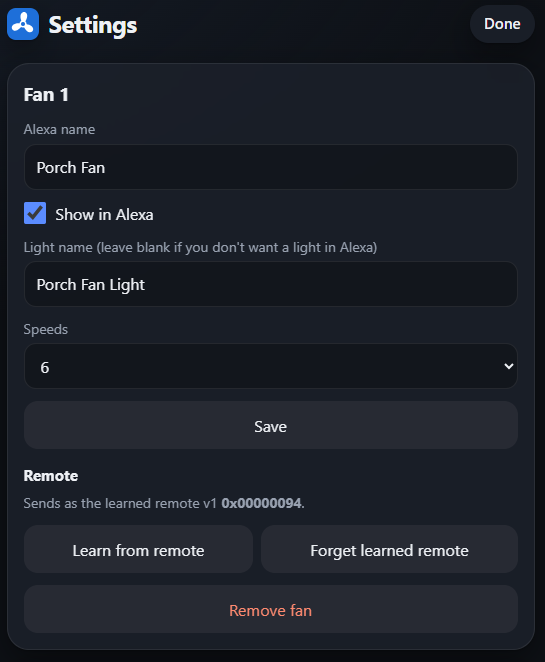 Settings
Done
Fan 1
Alexa name
Porch Fan
Show in Alexa
Light name (leave blank if you don't want a light in Alexa)
Porch Fan Light
Speeds
6
Save
Remote
Sends as the learned remote v1 0x00000094.
Learn from remote
Forget learned remote
Remove fan